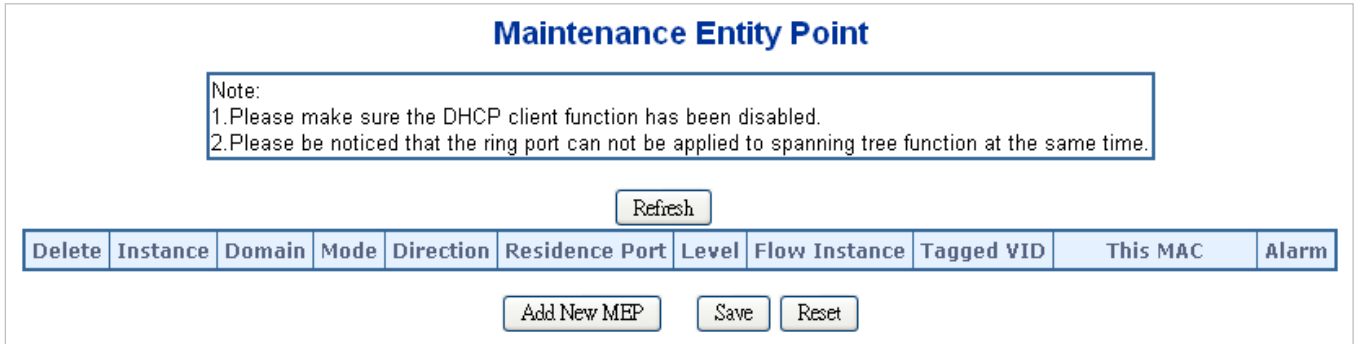 Maintenance Entity Point
Note:
1.Please make sure the DHCP client function has been disabled.
2.Please be noticed that the ring port can not be applied to spanning tree function at the same time.
Refresh
Delete Instance Domain Mode Direction Residence Port Level Flow Instance Tagged VID This MAC Alarm
Add New MEP Save Reset